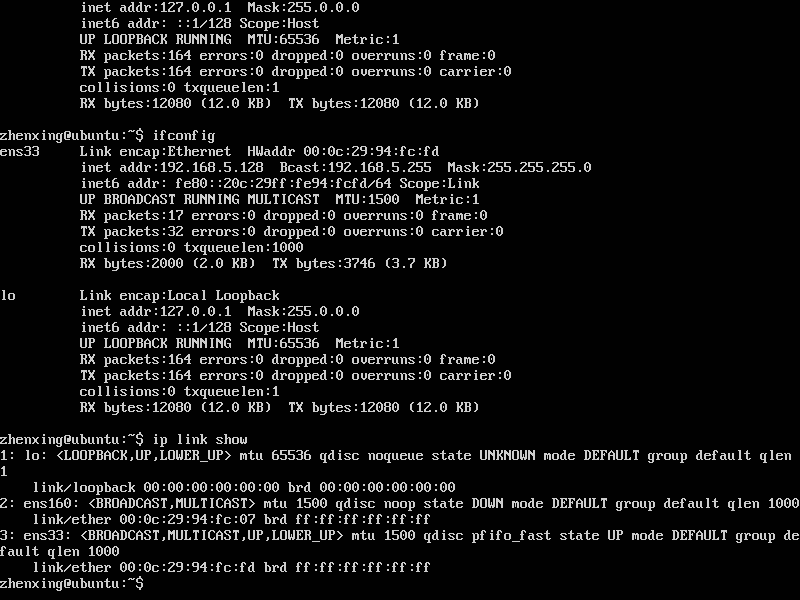 inet addr:127.0.0.1  Mask:255.0.0.0
inet6 addr: ::1/128 Scope:Host
UP LOOPBACK RUNNING  MTU:65536  Metric:1
RX packets:164 errors:0 dropped:0 overruns:0 frame:0
TX packets:164 errors:0 dropped:0 overruns:0 carrier:0
collisions:0 txqueuelen:1
RX bytes:12080 (12.0 KB)  TX bytes:12080 (12.0 KB)
zhenxing@ubuntu:~$ ifconfig
ens33     Link encap:Ethernet  HWaddr 00:0c:29:94:fc:fd
inet addr:192.168.5.128  Bcast:192.168.5.255  Mask:255.255.255.0
inet6 addr: fe80::20c:29ff:fe94:fcfd/64 Scope:Link
UP BROADCAST RUNNING MULTICAST  MTU:1500  Metric:1
RX packets:17 errors:0 dropped:0 overruns:0 frame:0
TX packets:32 errors:0 dropped:0 overruns:0 carrier:0
collisions:0 txqueuelen:1000
RX bytes:2000 (2.0 KB)  TX bytes:3746 (3.7 KB)
lo        Link encap:Local Loopback
inet addr:127.0.0.1  Mask:255.0.0.0
inet6 addr: ::1/128 Scope:Host
UP LOOPBACK RUNNING  MTU:65536  Metric:1
RX packets:164 errors:0 dropped:0 overruns:0 frame:0
TX packets:164 errors:0 dropped:0 overruns:0 carrier:0
collisions:0 txqueuelen:1
RX bytes:12080 (12.0 KB)  TX bytes:12080 (12.0 KB)
zhenxing@ubuntu:~$ ip link show
1: lo: <LOOPBACK,UP,LOWER_UP> mtu 65536 qdisc noqueue state UNKNOWN mode DEFAULT group default qlen
1
link/loopback 00:00:00:00:00:00 brd 00:00:00:00:00:00
2: ens160: <BROADCAST,MULTICAST> mtu 1500 qdisc noop state DOWN mode DEFAULT group default qlen 1000
link/ether 00:0c:29:94:fc:07 brd ff:ff:ff:ff:ff:ff
3: ens33: <BROADCAST,MULTICAST,UP,LOWER_UP> mtu 1500 qdisc pfifo_fast state UP mode DEFAULT group de
fault qlen 1000
link/ether 00:0c:29:94:fc:fd brd ff:ff:ff:ff:ff:ff
zhenxing@ubuntu:~$